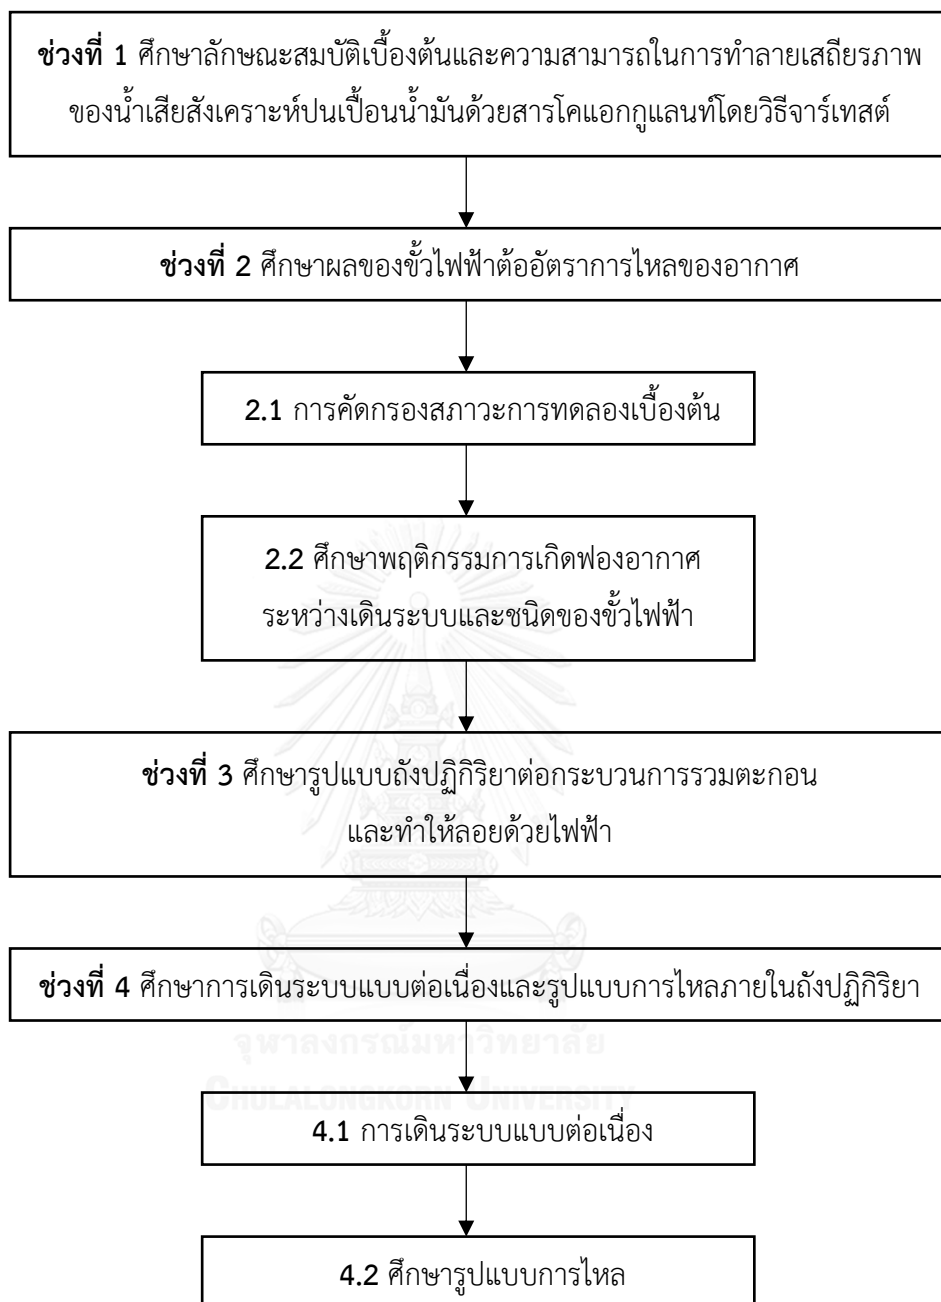 ช่วงที่ 1 ศึกษาลักษณะสมบัติเบื้องต้นและความสามารถในการทำลายเสถียรภาพ
ของน้ำเสียสังเคราะห์ปนเปื้อนน้ำมันด้วยสารโคแอกกูแลนท์โดยวิธีจาร์เทสต์
ช่วงที่ 2 ศึกษาผลของขั้วไฟฟ้าต้ออัตราการไหลของอากาศ
2.1 การคัดกรองสภาวะการทดลองเบื้องต้น
2.2 ศึกษาพฤติกรรมการเกิดฟองอากาศ
ระหว่างเดินระบบและชนิดของขั้วไฟฟ้า
ช่วงที่ 3 ศึกษารูปแบบถังปฏิกิริยาต่อกระบวนการรวมตะกอน
และทำให้ลอยด้วยไฟฟ้า
ช่วงที่ 4 ศึกษาการเดินระบบแบบต่อเนื่องและรูปแบบการไหลภายในถังปฏิกิริยา
จุฬาลงกรณ์มหาวิทยาลัย
CHULALONGKORN UNIVERSITY
4.1 การเดินระบบแบบต่อเนื่อง
4.2 ศึกษารูปแบบการไหล